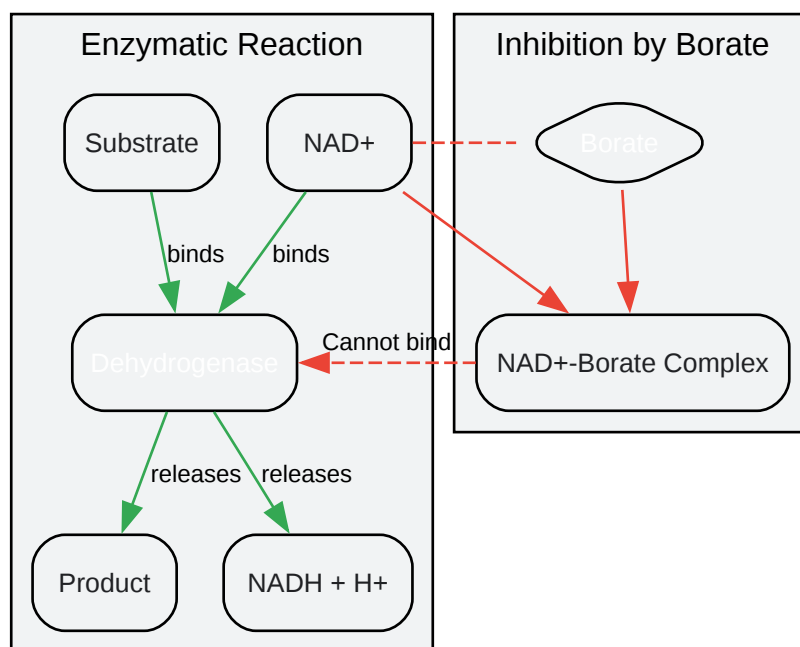 Enzymatic Reaction
Inhibition by Borate
Substrate
NAD+
Borate
binds
binds
Cannot bind
Dehydrogenase
NAD+-Borate Complex
releases
releases
Product
NADH + H+